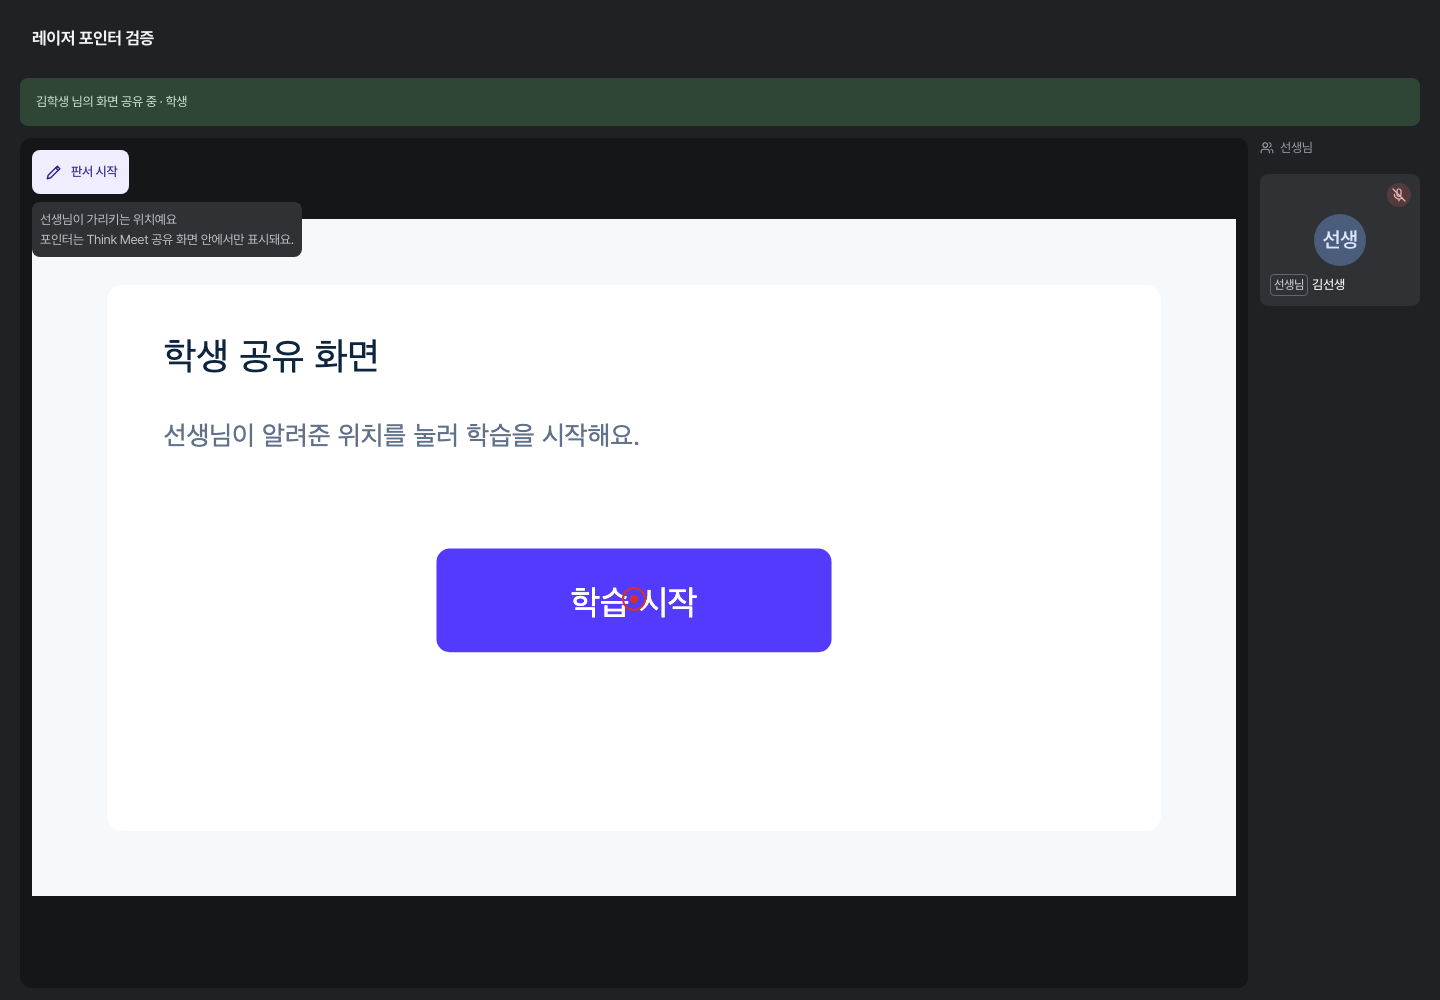 레이저 포인터 검증
김학생 님의 화면 공유 중 · 학생
판서 시작
선생님이 가리키는 위치예요
포인터는 Think Meet 공유 화면 안에서만 표시돼요.
학생 공유 화면
선생님이 알려준 위치를 눌러 학습을 시작해요.
학습 시작
선생님
선생
선생님 김선생